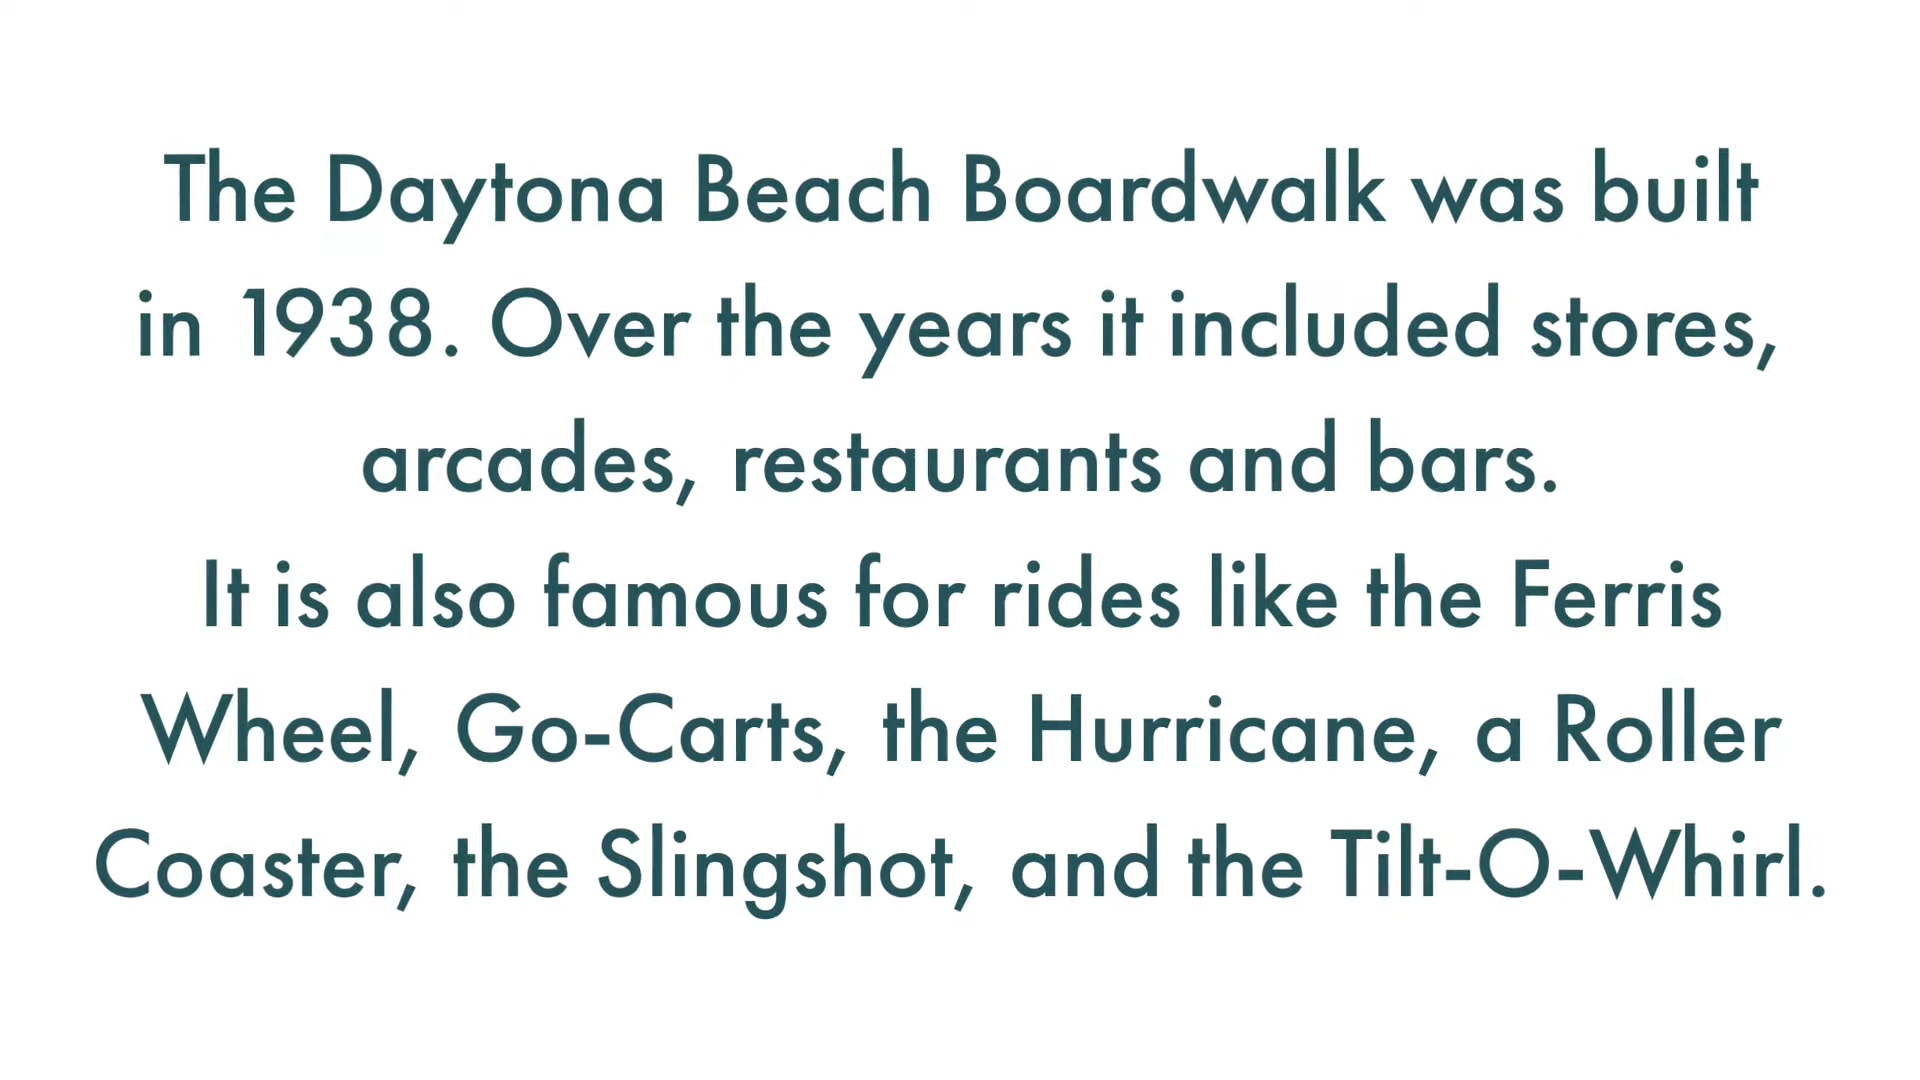 The Daytona Beach Boardwalk was built
in 1938. Over the years it included stores,
arcades, restaurants and bars.
It is also famous for rides like the Ferris
Wheel, Go-Carts, the Hurricane, a Roller
Coaster, the Slingshot, and the Tilt-O-Whirl.